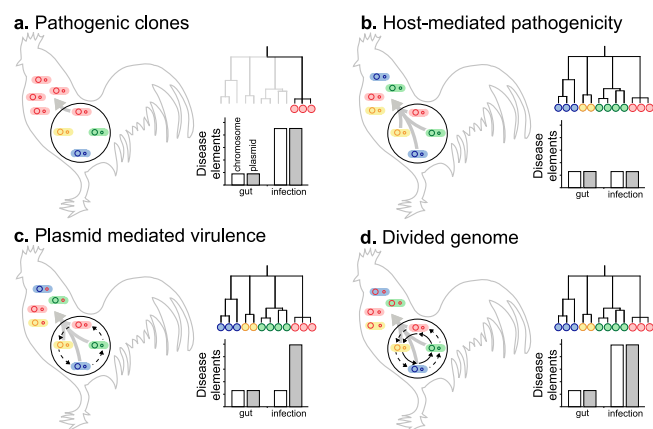 a. Pathogenic clones
Disease
elements
chromosome
plasmid
gut
infection
b. Host-mediated pathogenicity
Disease
elements
gut
infection
c. Plasmid mediated virulence
Disease
elements
gut
infection
d. Divided genome
Disease
elements
gut
infection